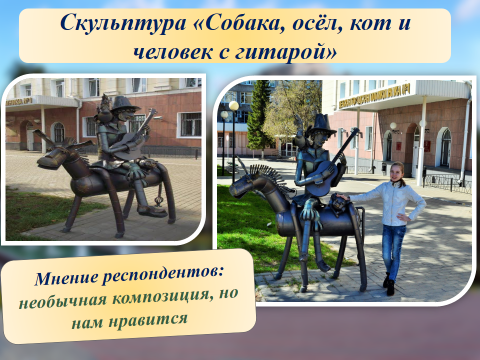 Скульптура «Собака, осёл, кот и
человек с гитарой»
Мнение респондентов:
необычная композиция, но
нам нравится